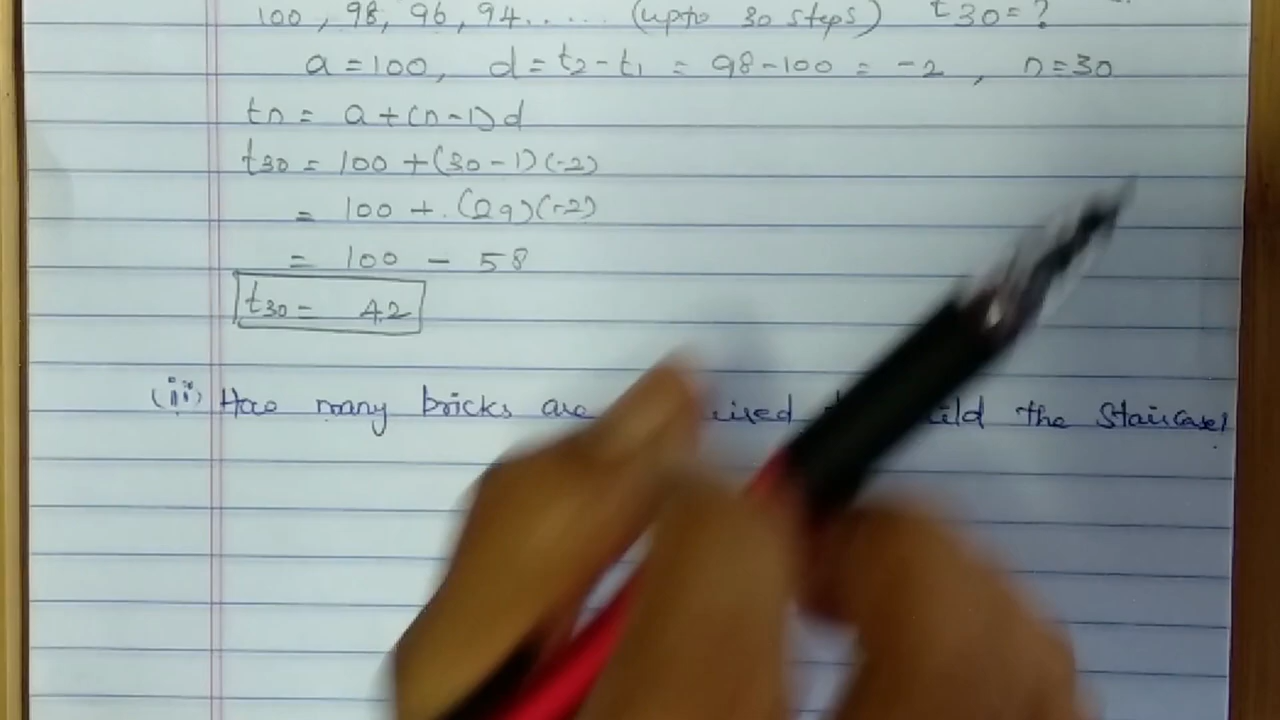 100, 98, 96, 94..... (upto 30 steps) t30=?
a=100, d=t2-t1 = 98-100 = -2, n=30
tn = a+(n-1)d
t30 = 100+(30-1)(-2)
= 100+(29)(-2)
= 100 - 58
t30 = 42
(ii) How many bricks are the Staircase